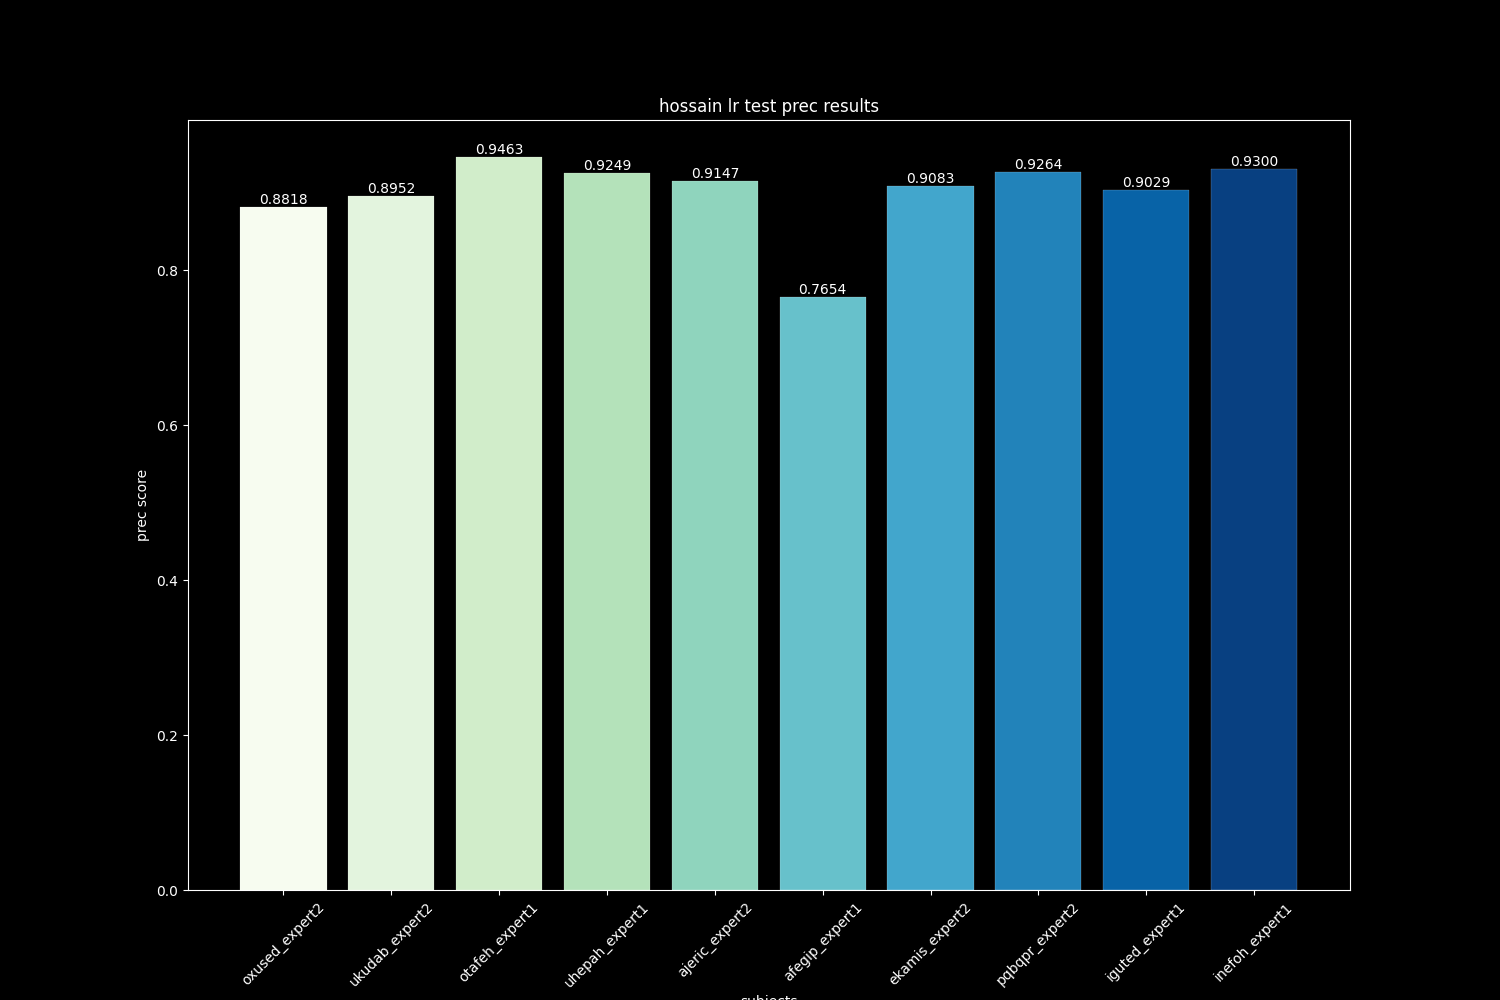 hossain lr test prec results
0.8818
0.8952
0.9463
0.9249
0.9147
0.7654
0.9083
0.9264
0.9029
0.9300
prec score
0.8
0.6
0.4
0.2
0.0
oxused_expert2
ukudab_expert2
otafeh_expert1
uhepah_expert1
ajeric_expert2
afegip_expert1
ekamis_expert2
pqbqpr_expert2
iguted_expert1
inefoh_expert1
subjects